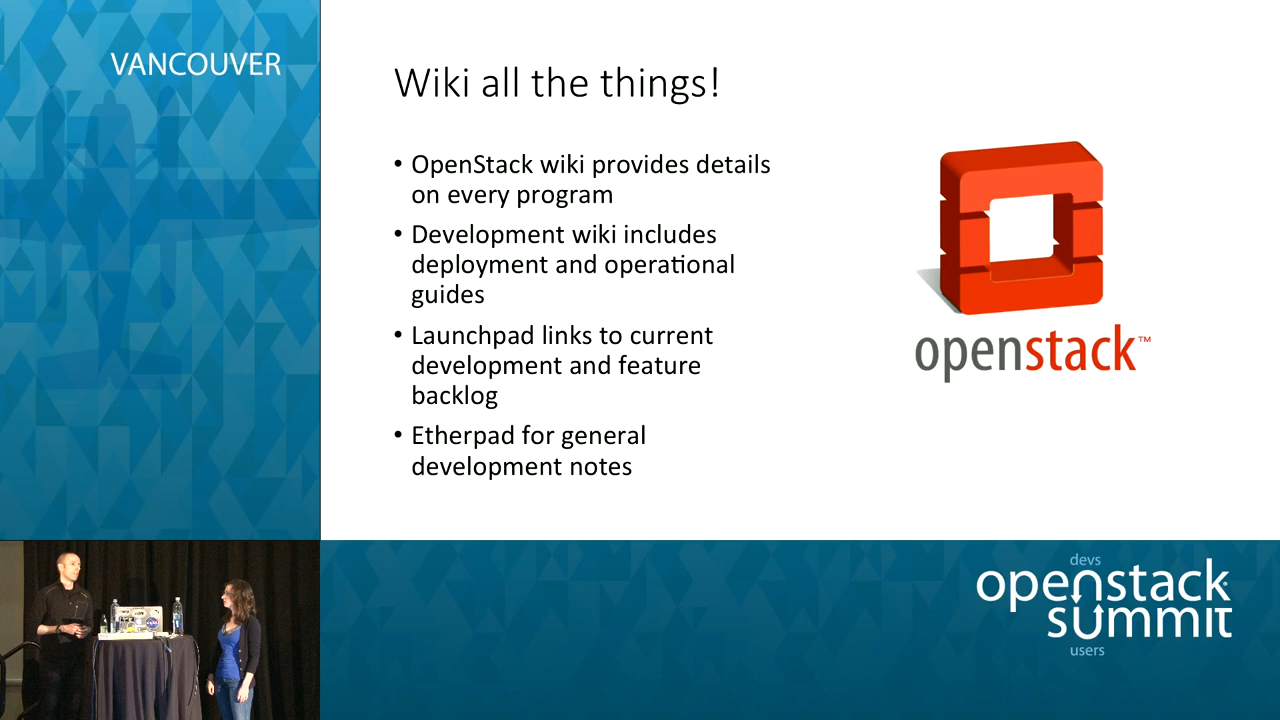 VANCOUVER
Wiki all the things!
• OpenStack wiki provides details
on every program
• Development wiki includes
deployment and operational
guides
• Launchpad links to current
development and feature
backlog
• Etherpad for general
development notes
openstack™
devs
openstack
summit
users